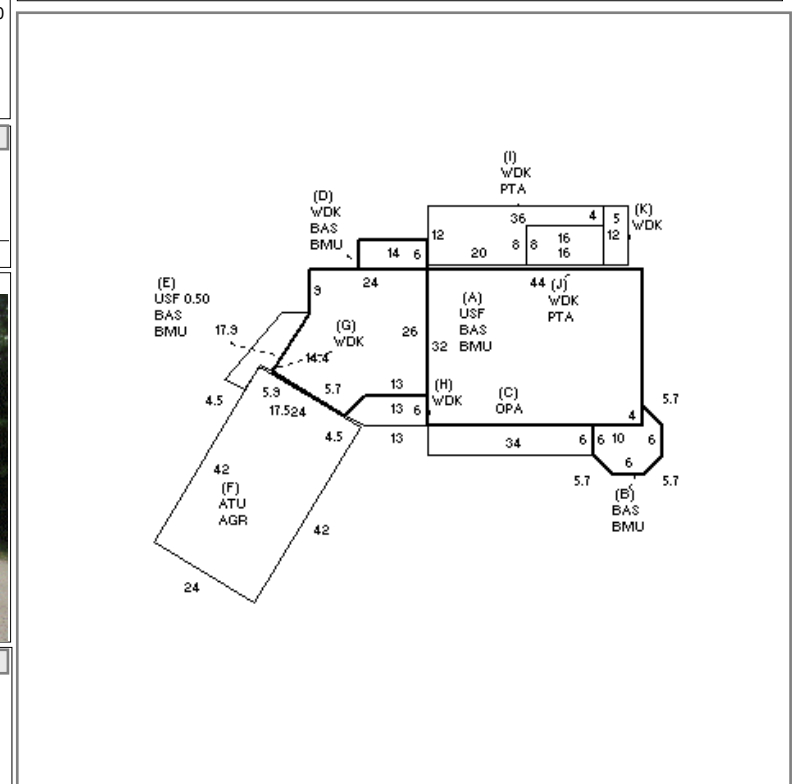 (I)
WDK
PTA
(D)
WDK
BAS
BMU
36
4
5
(K)
WDK
12
8
8
16
12
14
6
20
16
(E)
USF 0.50
BAS
BMU
9
24
44
(J)
WDK
PTA
(A)
USF
BAS
BMU
17.9
(G)
WDK
26
32
14.4
5.9
5.7
13
(H)
WDK
(C)
OPA
4.5
17.5
24
13
6
4
5.7
4.5
13
34
6
6
10
6
6
5.7
5.7
42
(F)
ATU
AGR
(B)
BAS
BMU
42
24